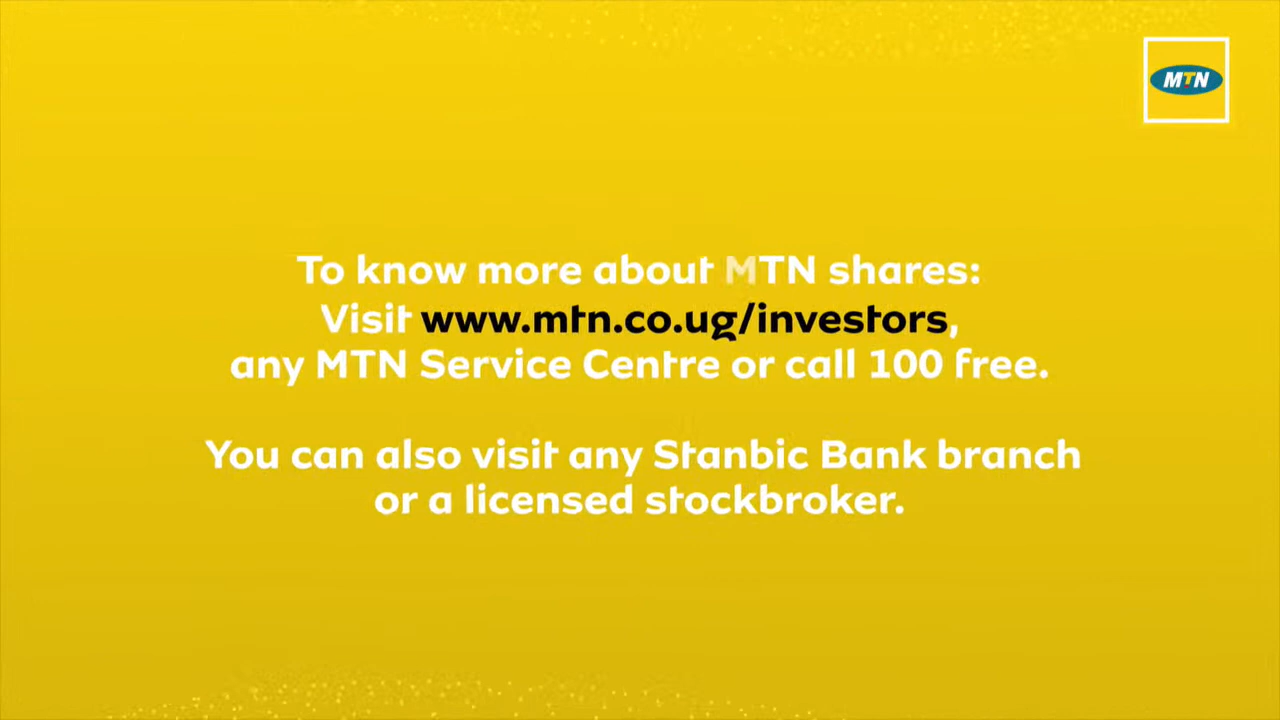 MTN
To know more about MTN shares:
Visit www.mtn.co.ug/investors,
any MTN Service Centre or call 100 free.
You can also visit any Stanbic Bank branch
or a licensed stockbroker.